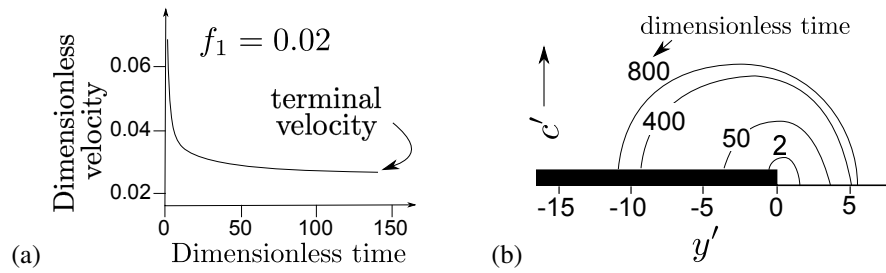 f₁ = 0.02
Dimensionless
velocity
0.06
0.04
0.02
terminal
velocity
0
50
100
150
Dimensionless time
(a)
dimensionless time
800
400
50
2
c′
-15
-10
-5
0
5
y′
(b)